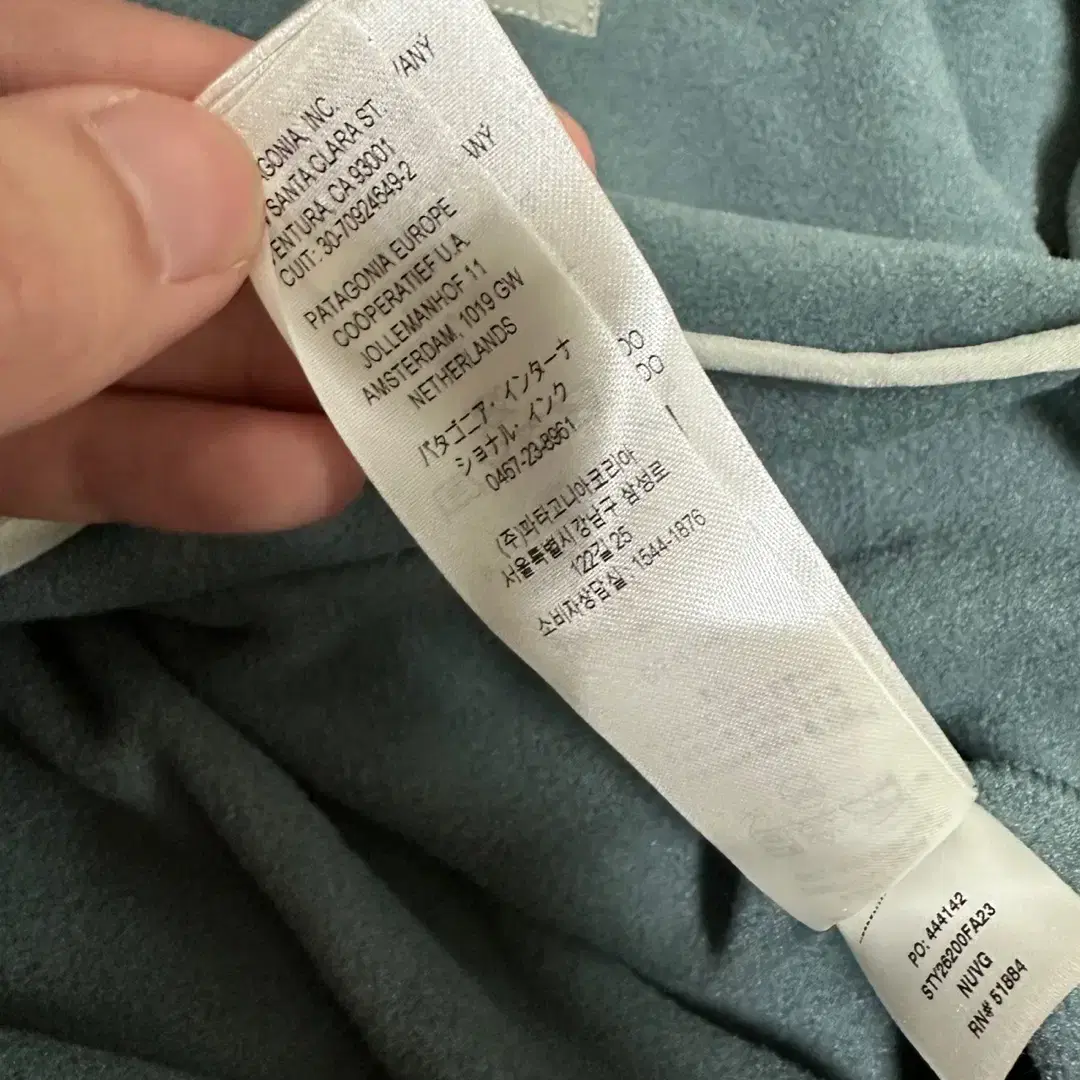 AGONIA, INC.
SANTA CLARA ST.
VENTURA, CA 93001
CUIT: 30-70924649-2
PATAGONIA EUROPE
COOPERATIEF U.A.
JOLLEMANHOF 11
AMSTERDAM, 1019 GW
NETHERLANDS
パタゴニア・インターナ
ショナル・インク
0467-23-8961
(주)파타고니아코리아
서울특별시강남구 삼성로
122길 25
소비자상담실 : 1544-1876
PO: 444142
STY26200FA23
NUVG
RN# 51884